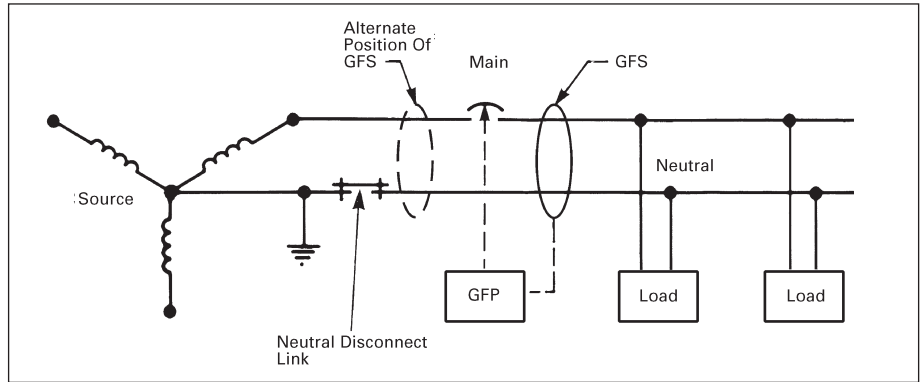 Alternate
Position Of :
GFS
Main
GFS
: Source
Neutral
GFP
Load
Load
Neutral Disconnect
Link